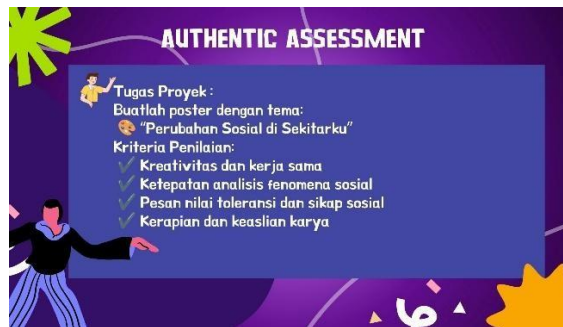 AUTHENTIC ASSESSMENT
Tugas Proyek :
Buatlah poster dengan tema:
"Perubahan Sosial di Sekitarku"
Kriteria Penilaian:
Kreativitas dan kerja sama
Ketepatan analisis fenomena sosial
Pesan nilai toleransi dan sikap sosial
Kerapian dan keaslian karya